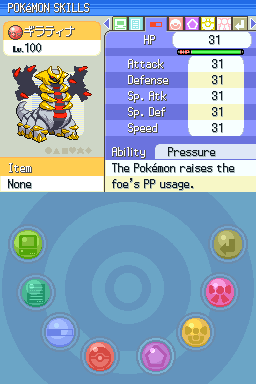 POKéMON SKILLS
ギラティナ
Lv.100
HP 31
Attack 31
Defense 31
Sp. Atk 31
Sp. Def 31
Speed 31
Item
None
Ability Pressure
The Pokémon raises the
foe's PP usage.